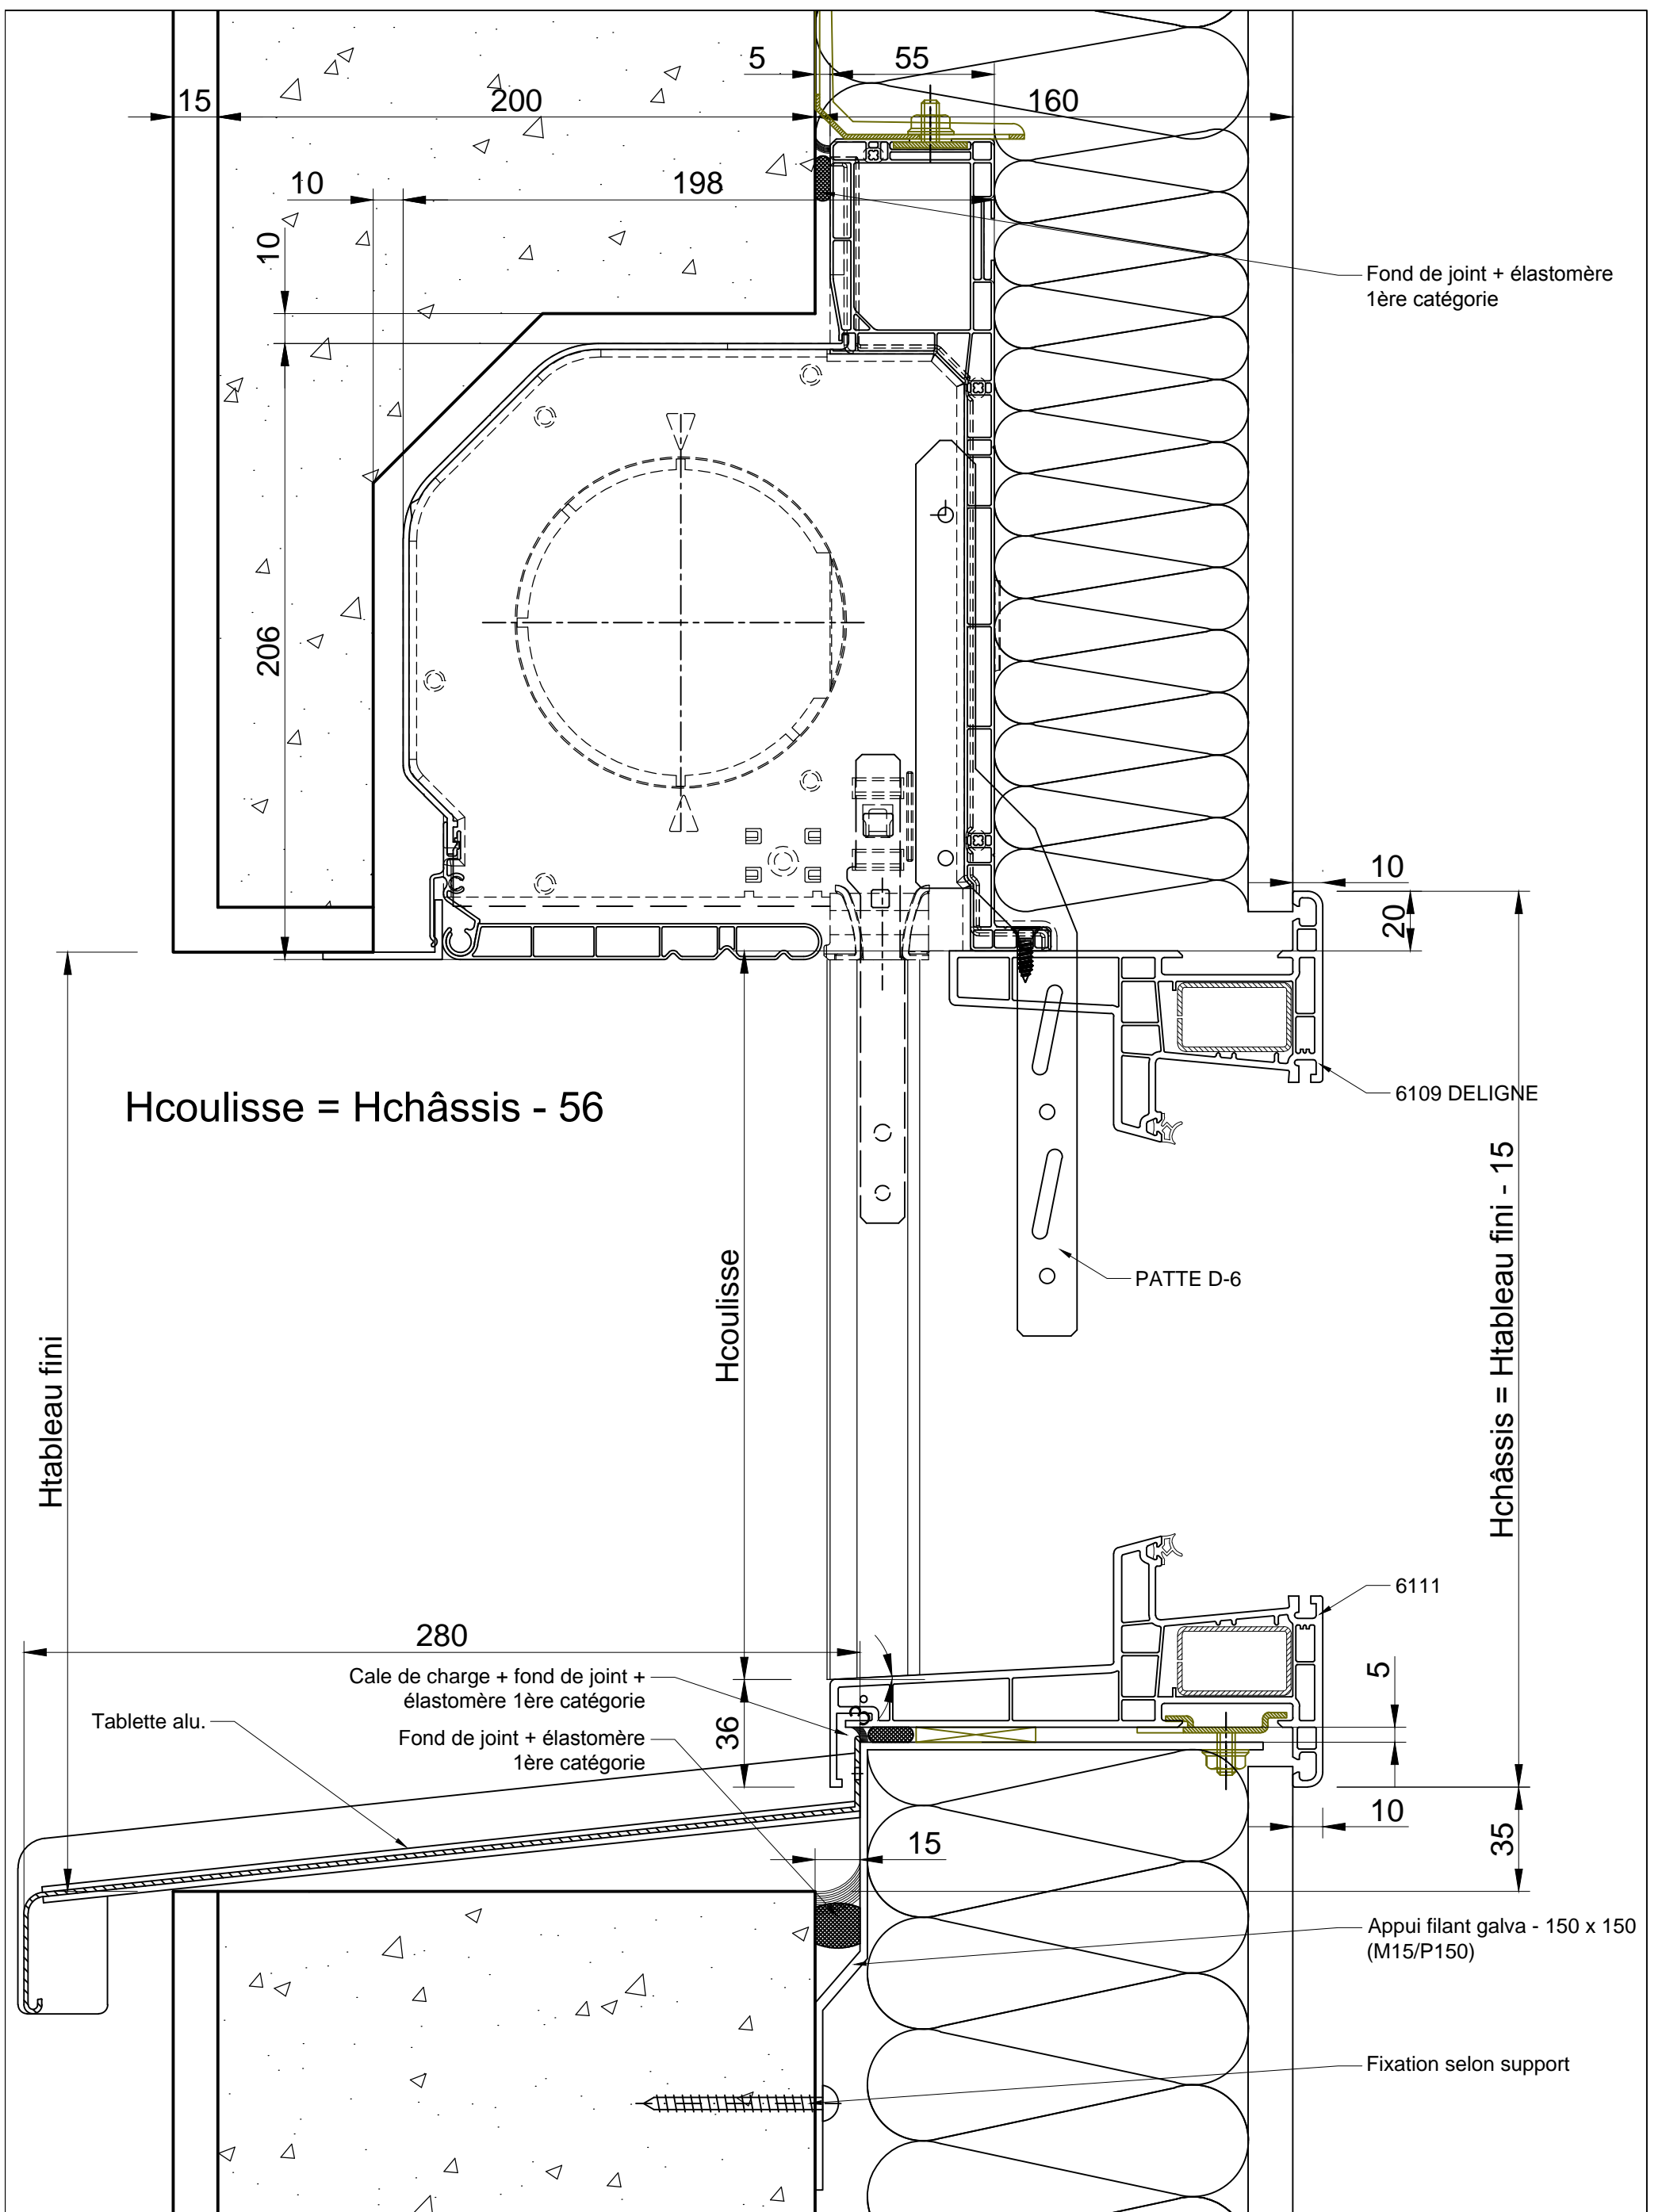 5
55
15
200
160
10
198
10
Fond de joint + élastomère
1ère catégorie
206
10
20
6109 DELIGNE
Hcoulisse = Hchâssis - 56
Hchâssis = Htableau fini - 15
PATTE D-6
Hcoulisse
Htableau fini
6111
280
Cale de charge + fond de joint +
élastomère 1ère catégorie
5
36
3
Tablette alu.
Fond de joint + élastomère
1ère catégorie
10
35
15
Appui filant galva - 150 x 150
(M15/P150)
Fixation selon support